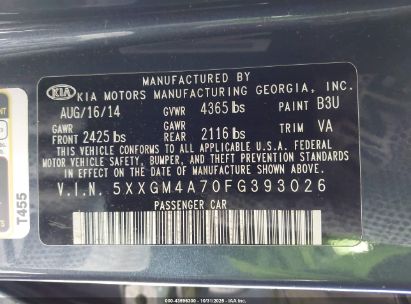 MANUFACTURED BY
KIA KIA MOTORS MANUFACTURING GEORGIA, INC.
AUG/16/14 GVWR 4365 lbs PAINT B3U
GAWR FRONT 2425 lbs GAWR REAR 2116 lbs TRIM VA
THIS VEHICLE CONFORMS TO ALL APPLICABLE U.S.A. FEDERAL
MOTOR VEHICLE SAFETY, BUMPER, AND THEFT PREVENTION STANDARDS
IN EFFECT ON THE DATE OF MANUFACTURE SHOWN ABOVE.
V.I.N. 5XXGM4A70FG393026
PASSENGER CAR
T455